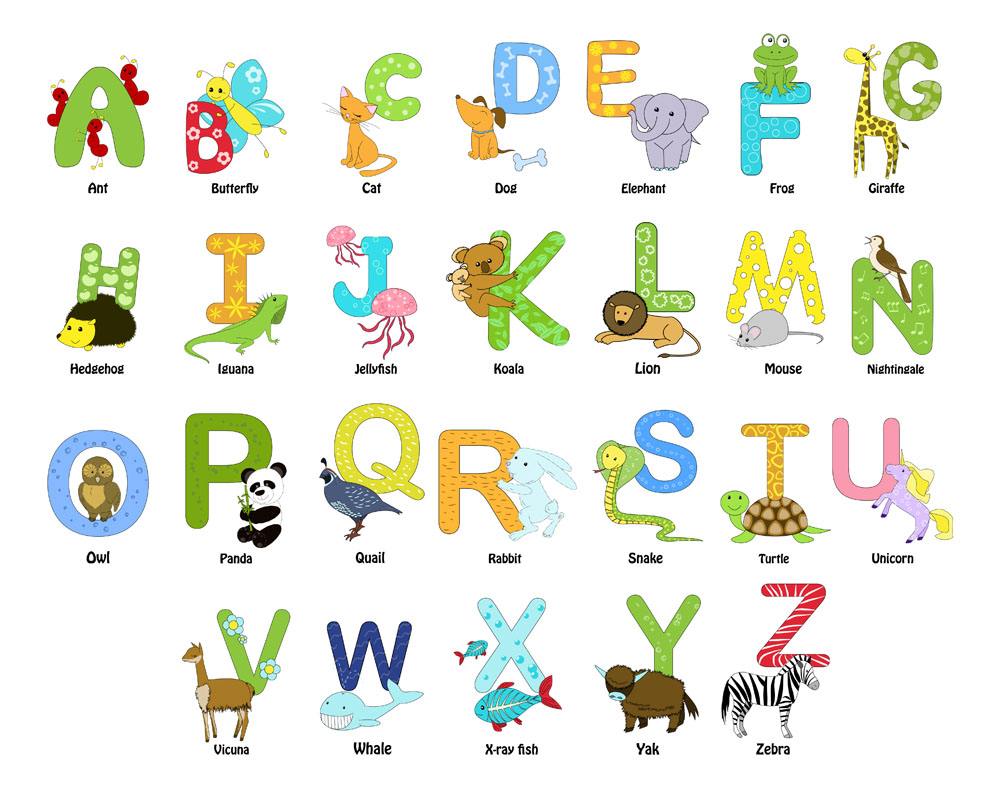 A B C D E F G
Ant Butterfly Cat Dog Elephant Frog Giraffe
H I J K L M N
Hedgehog Iguana Jellyfish Koala Lion Mouse Nightingale
O P Q R S T U
Owl Panda Quail Rabbit Snake Turtle Unicorn
V W X Y Z
Vicuna Whale X-ray fish Yak Zebra